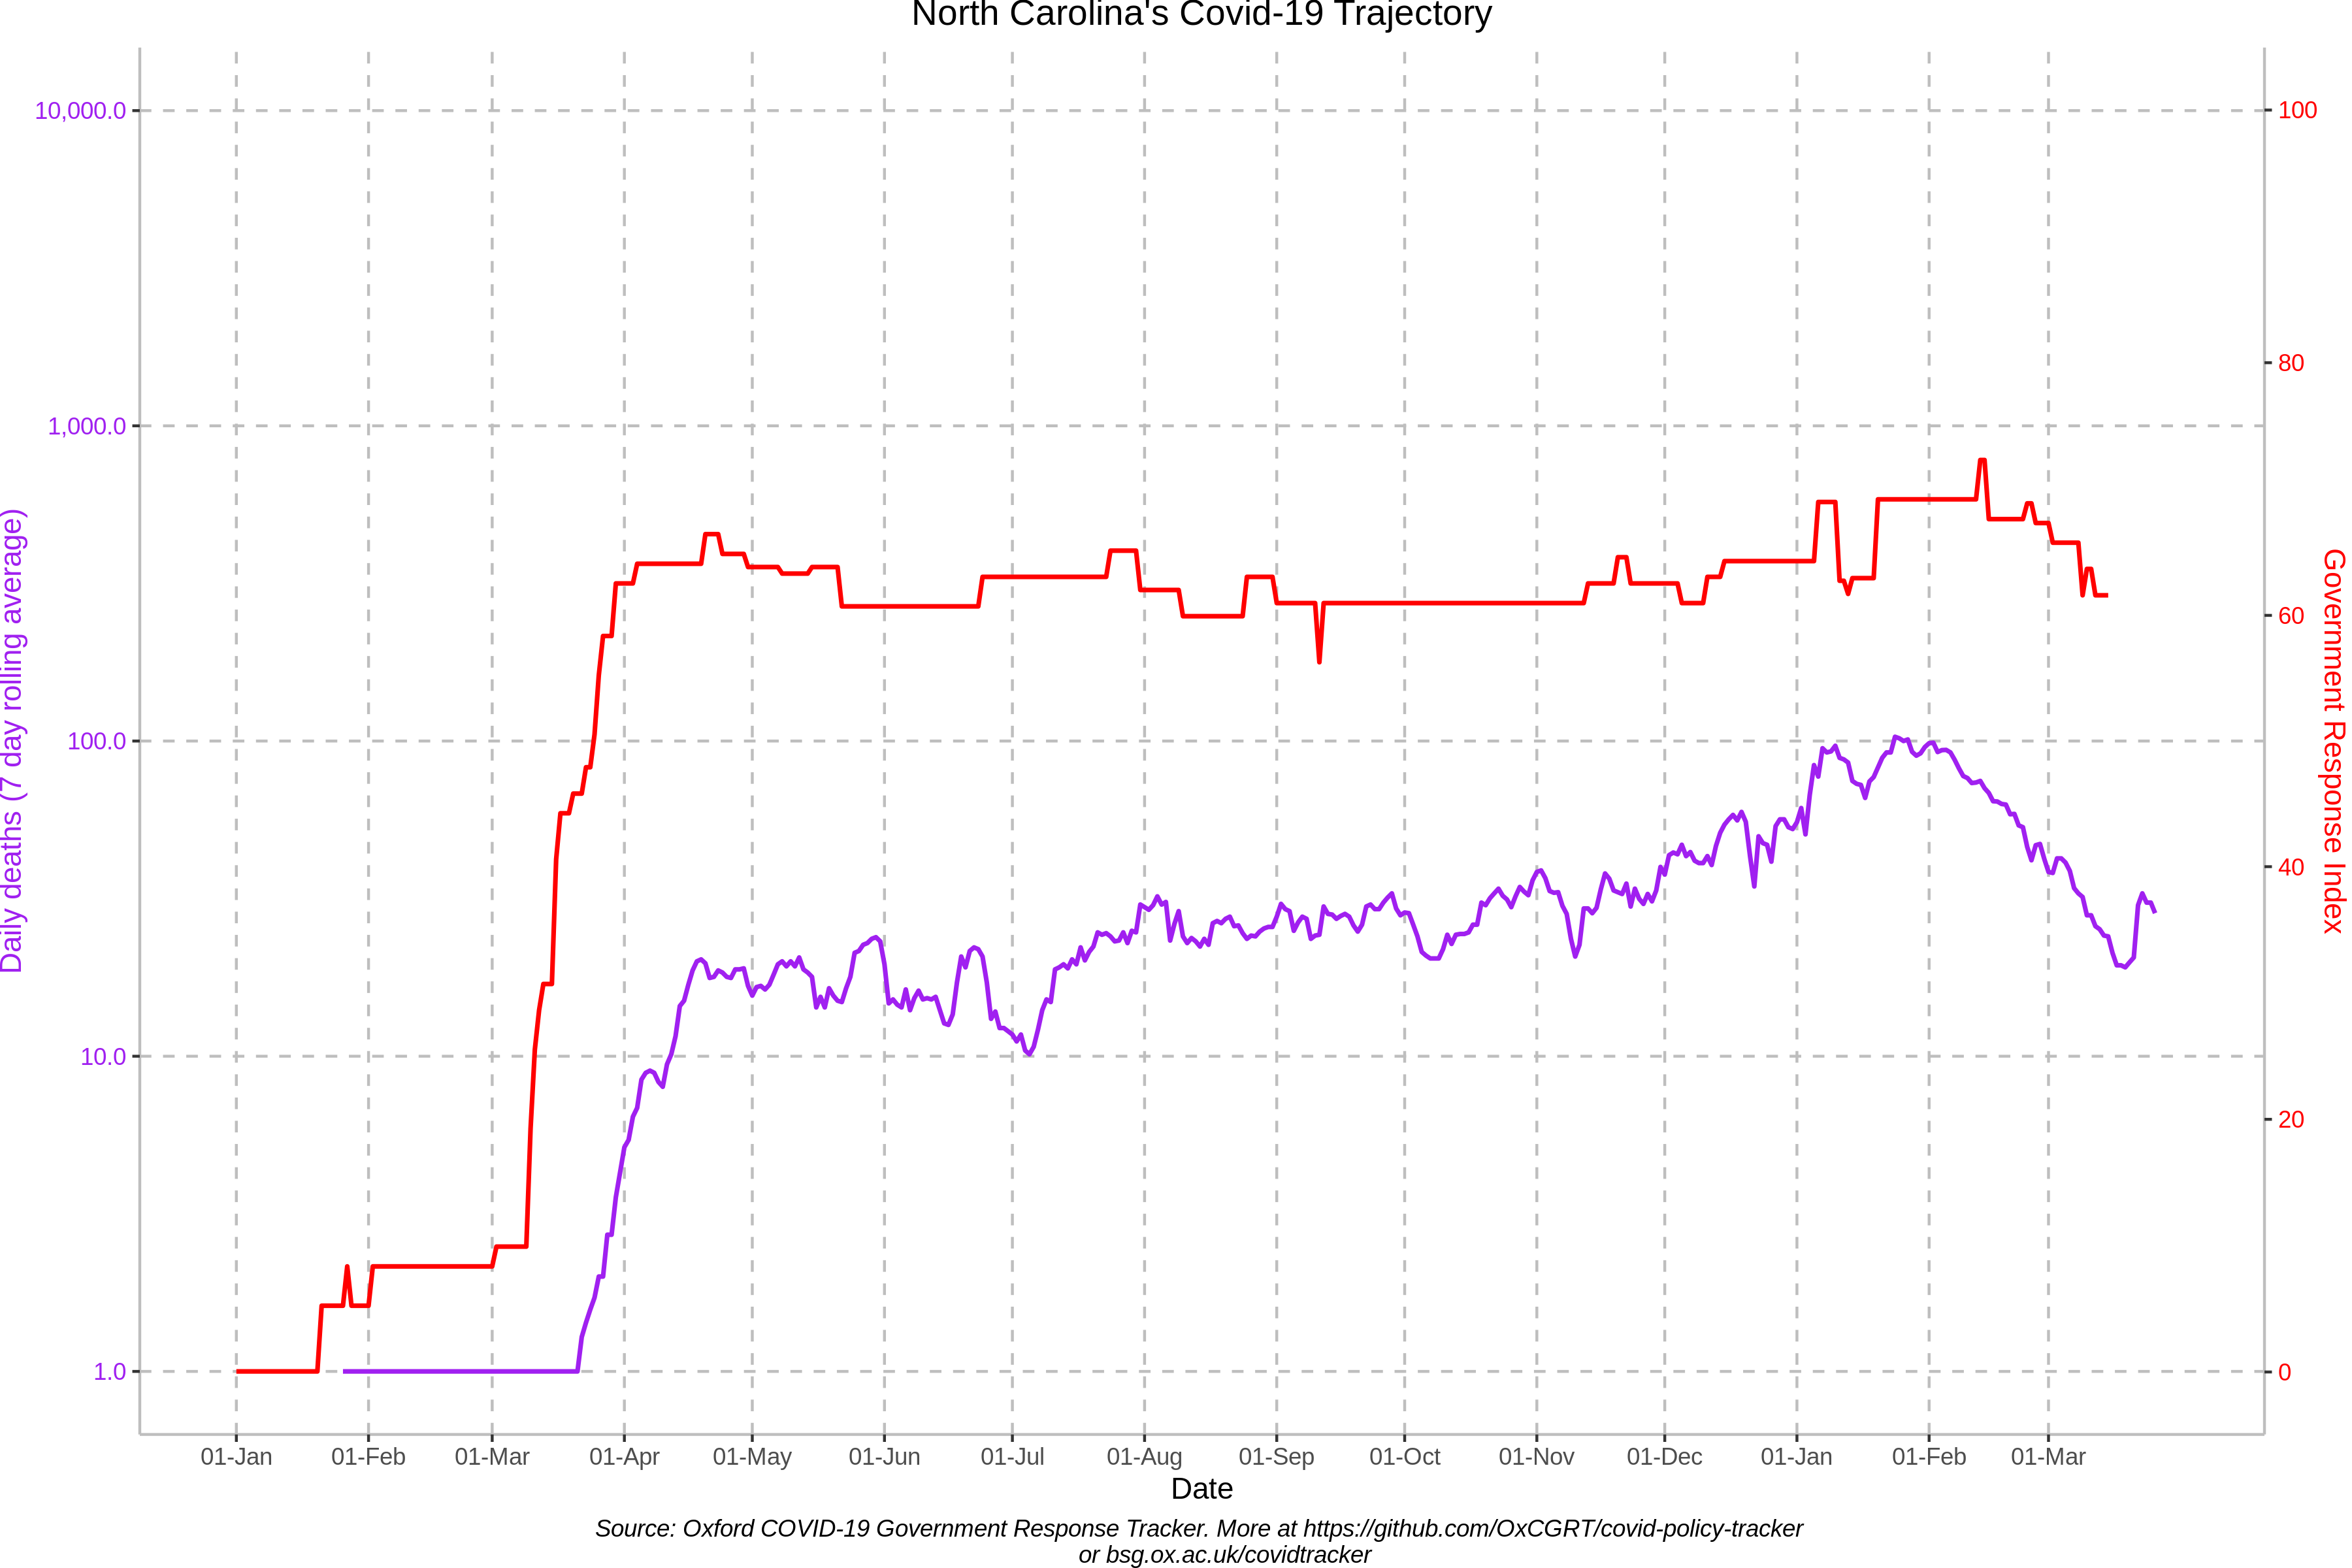 North Carolina's Covid-19 Trajectory
10,000.0
1,000.0
100.0
10.0
1.0
Daily deaths (7 day rolling average)
100
80
60
40
20
0
Government Response Index
01-Jan 01-Feb 01-Mar 01-Apr 01-May 01-Jun 01-Jul 01-Aug 01-Sep 01-Oct 01-Nov 01-Dec 01-Jan 01-Feb 01-Mar
Date
Source: Oxford COVID-19 Government Response Tracker. More at https://github.com/OxCGRT/covid-policy-tracker
or bsg.ox.ac.uk/covidtracker